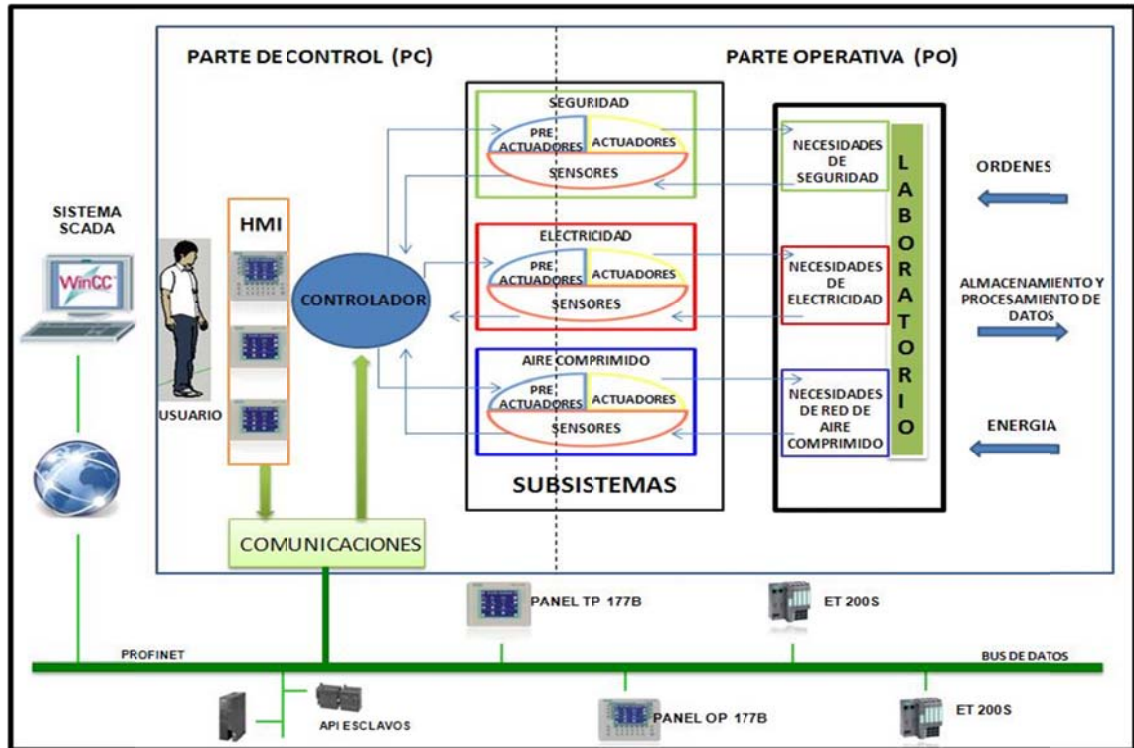 PARTE DE CONTROL (PC)
PARTE OPERATIVA (PO)
SISTEMA
SCADA
WinCC
USUARIO
HMI
CONTROLADOR
COMUNICACIONES
SEGURIDAD
PRE
ACTUADORES
ACTUADORES
SENSORES
ELECTRICIDAD
PRE
ACTUADORES
ACTUADORES
SENSORES
AIRE COMPRIMIDO
PRE
ACTUADORES
ACTUADORES
SENSORES
SUBSISTEMAS
NECESIDADES
DE
SEGURIDAD
NECESIDADES
DE
ELECTRICIDAD
NECESIDADES
DE RED DE
AIRE
COMPRIMIDO
LABORATORIO
ORDENES
ALMACENAMIENTO Y
PROCESAMIENTO DE
DATOS
ENERGIA
PANEL TP 177B
ET 200S
PROFINET
BUS DE DATOS
API ESCLAVOS
PANEL OP 177B
ET 200S